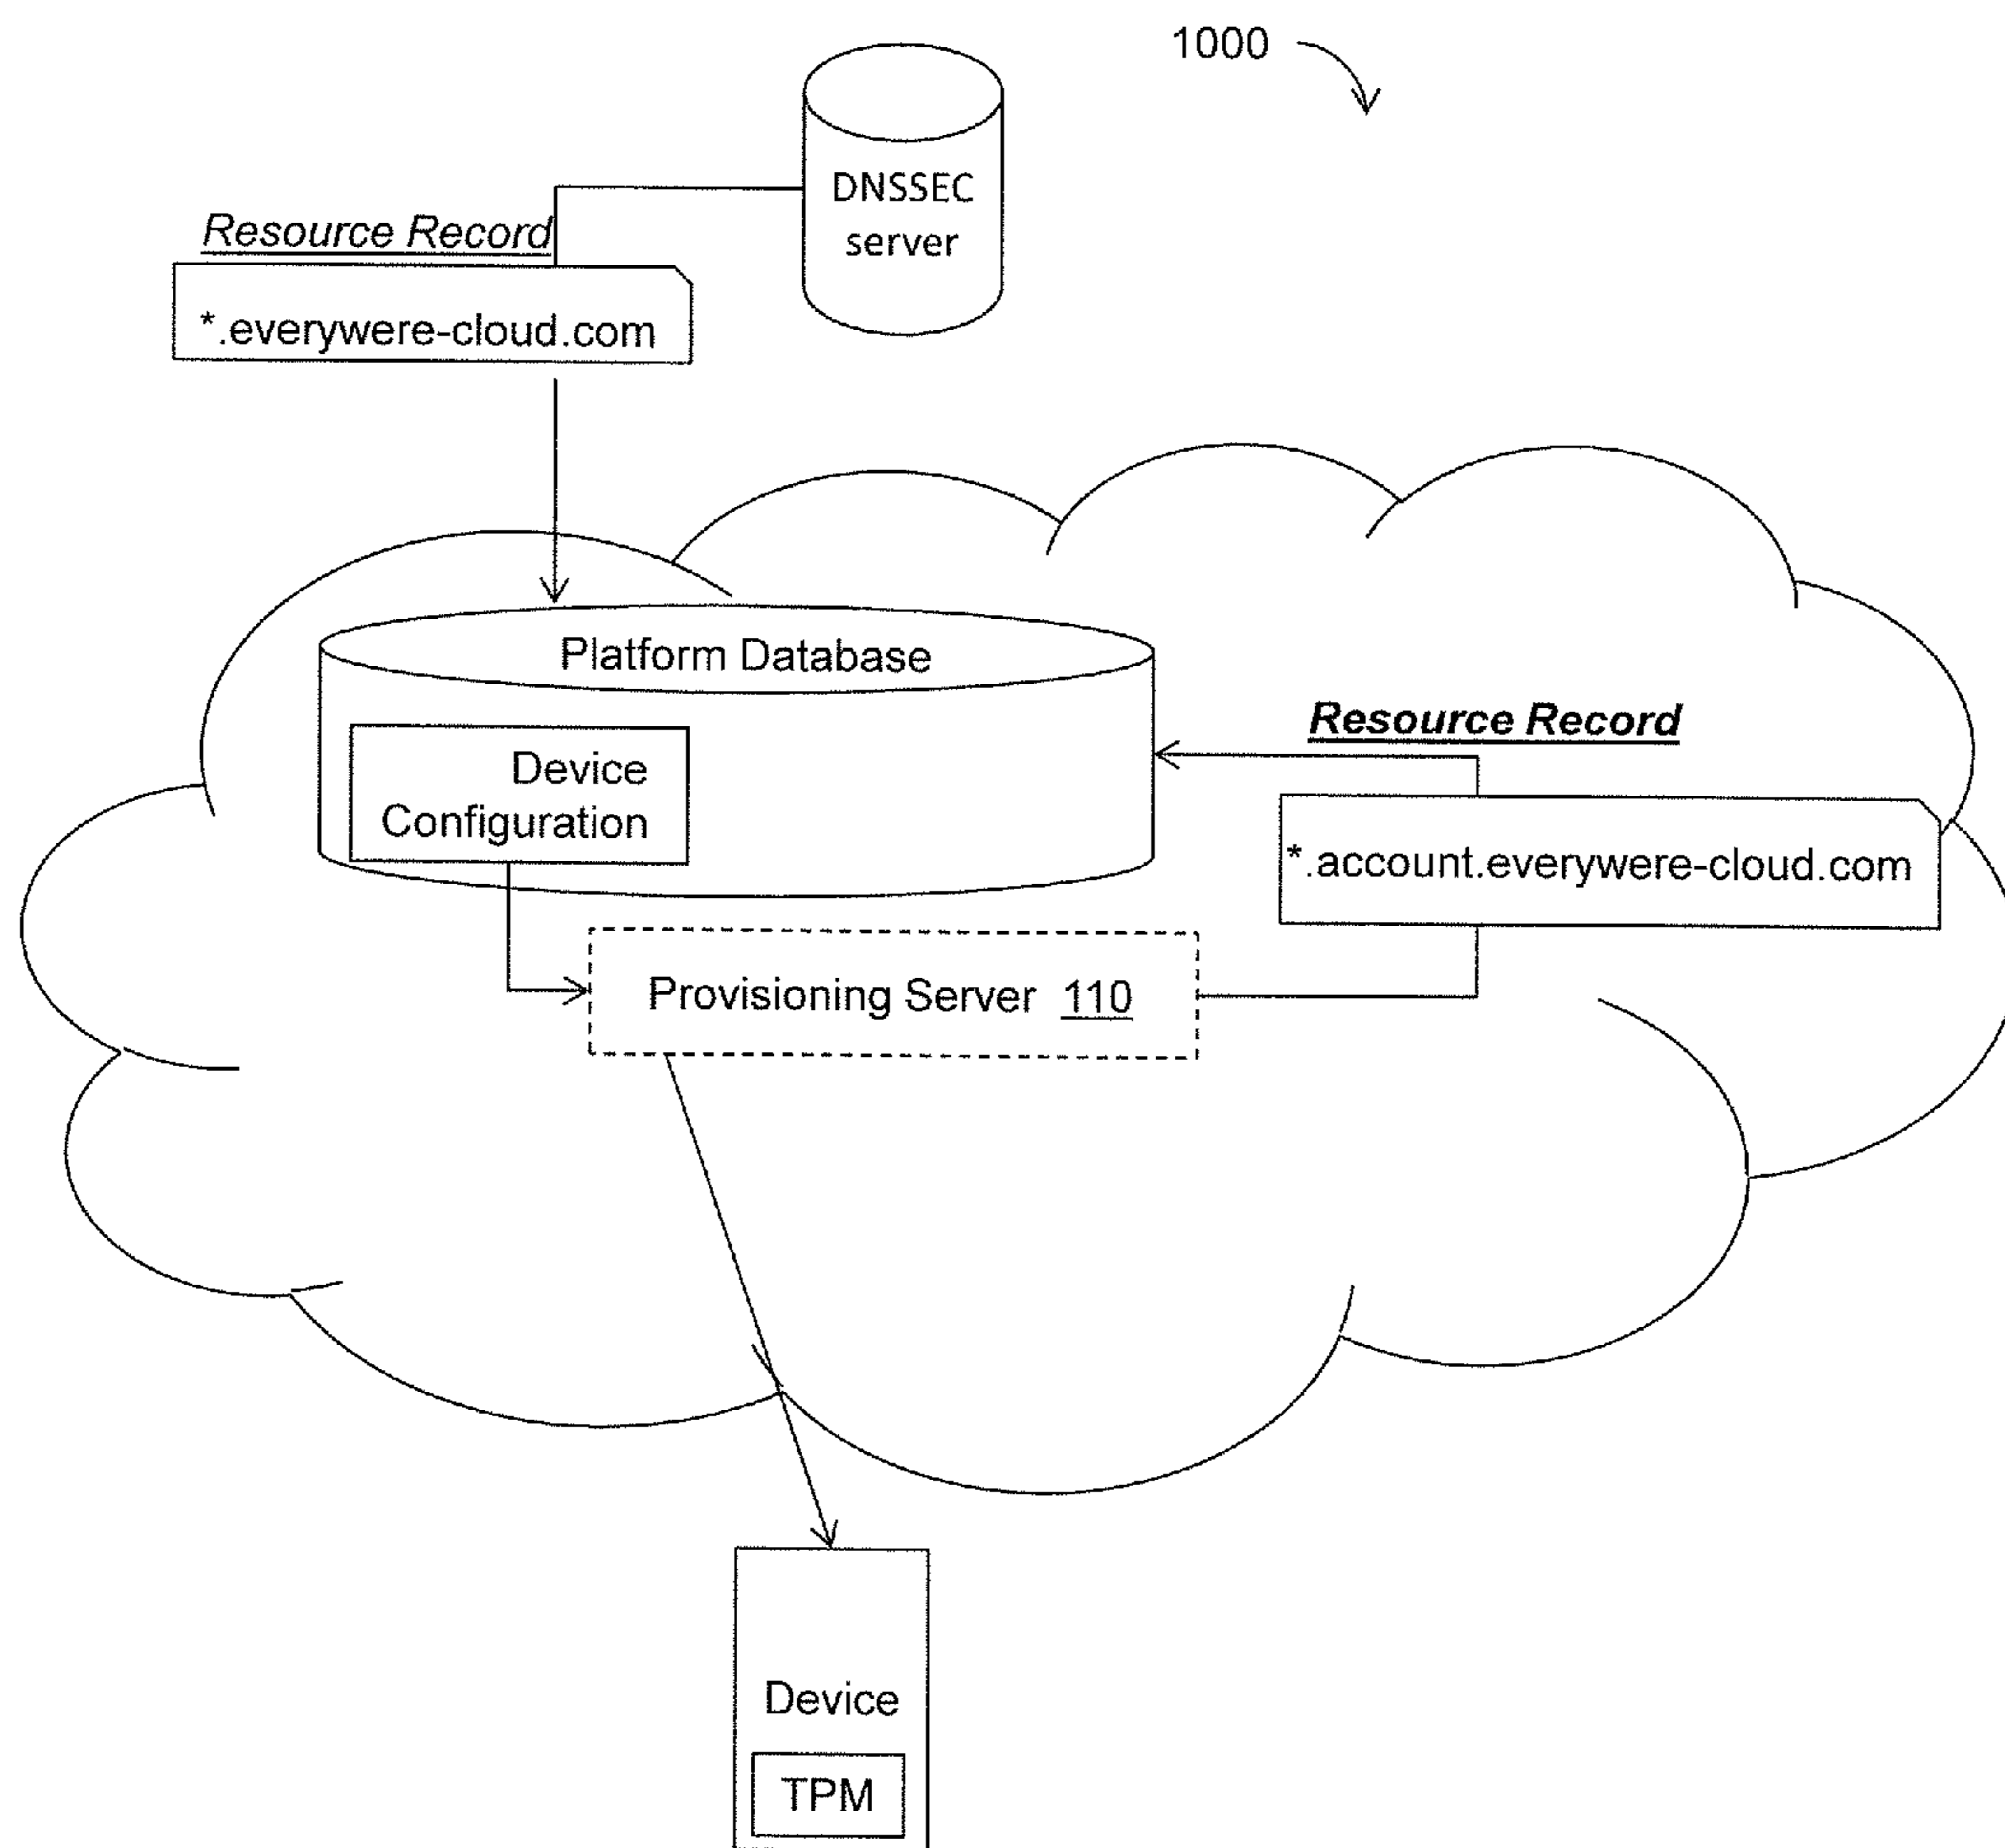 1000
DNSSEC
server
Resource Record
*.everywere-cloud.com
Platform Database
Device
Configuration
Resource Record
*.account.everywere-cloud.com
Provisioning Server 110
Device
TPM